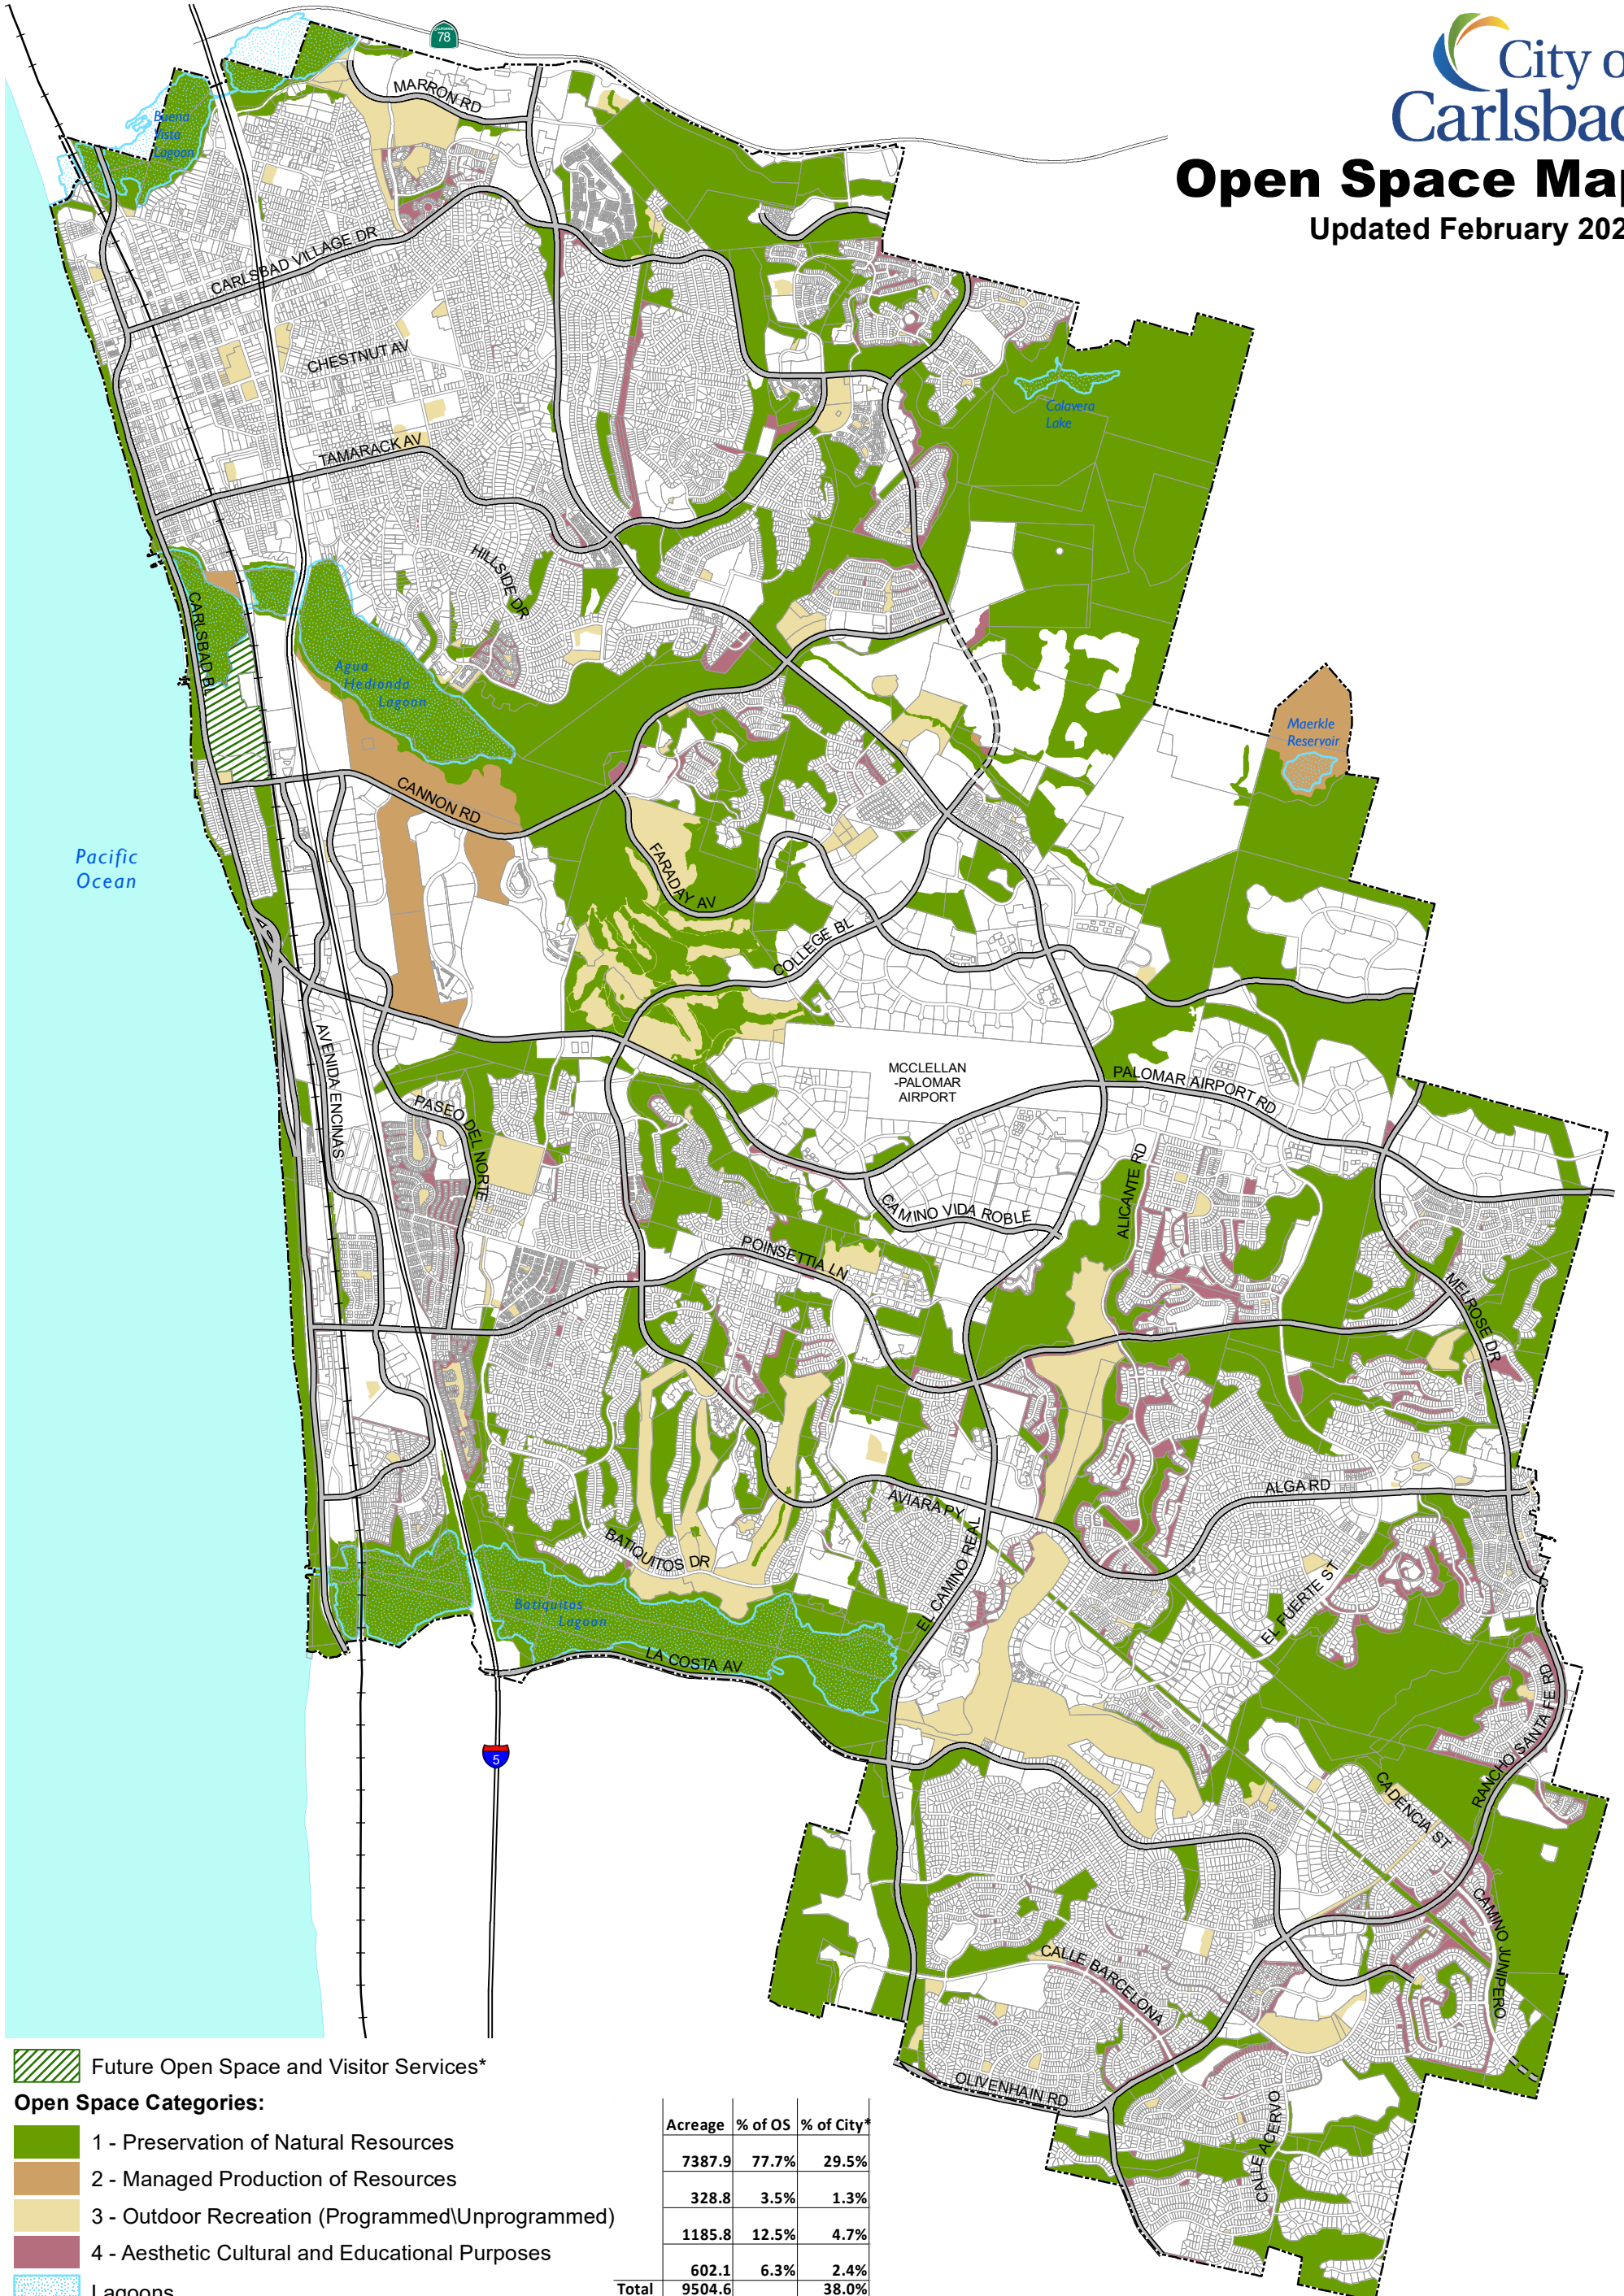 78
City o
Carlsbad
Open Space Map
Updated February 202
MARRON RD
Buena
Vista
Lagoon
CARLSBAD VILLAGE DR
CHESTNUT AV
Calavera
Lake
TAMARACK AV
HILLSIDE DR
CARLSBAD BL
Agua
Hedionda
Lagoon
Maerkle
Reservoir
CANNON RD
Pacific
Ocean
FARADAY AV
COLLEGE BL
AVENIDA ENCINAS
MCCLELLAN
-PALOMAR
AIRPORT
PALOMAR AIRPORT RD
PASEO DEL NORTE
ALICANTE RD
CAMINO VIDA ROBLE
POINSETTIA LN
MELROSE DR
AVIARA PY
ALGA RD
BATIQUITOS DR
EL CAMINO REAL
EL FUERTE ST
Batiquitos
Lagoon
LA COSTA AV
RANCHO SANTA FE RD
5
CADENCIA ST
CAMINO JUNIPERO
CALLE BARCELONA
OLIVENHAIN RD
CALLE ACERVO
Future Open Space and Visitor Services*
Open Space Categories:
Acreage % of OS % of City*
1 - Preservation of Natural Resources 7387.9 77.7% 29.5%
2 - Managed Production of Resources 328.8 3.5% 1.3%
3 - Outdoor Recreation (Programmed\Unprogrammed) 1185.8 12.5% 4.7%
4 - Aesthetic Cultural and Educational Purposes 602.1 6.3% 2.4%
Lagoons
Total 9504.6 38.0%